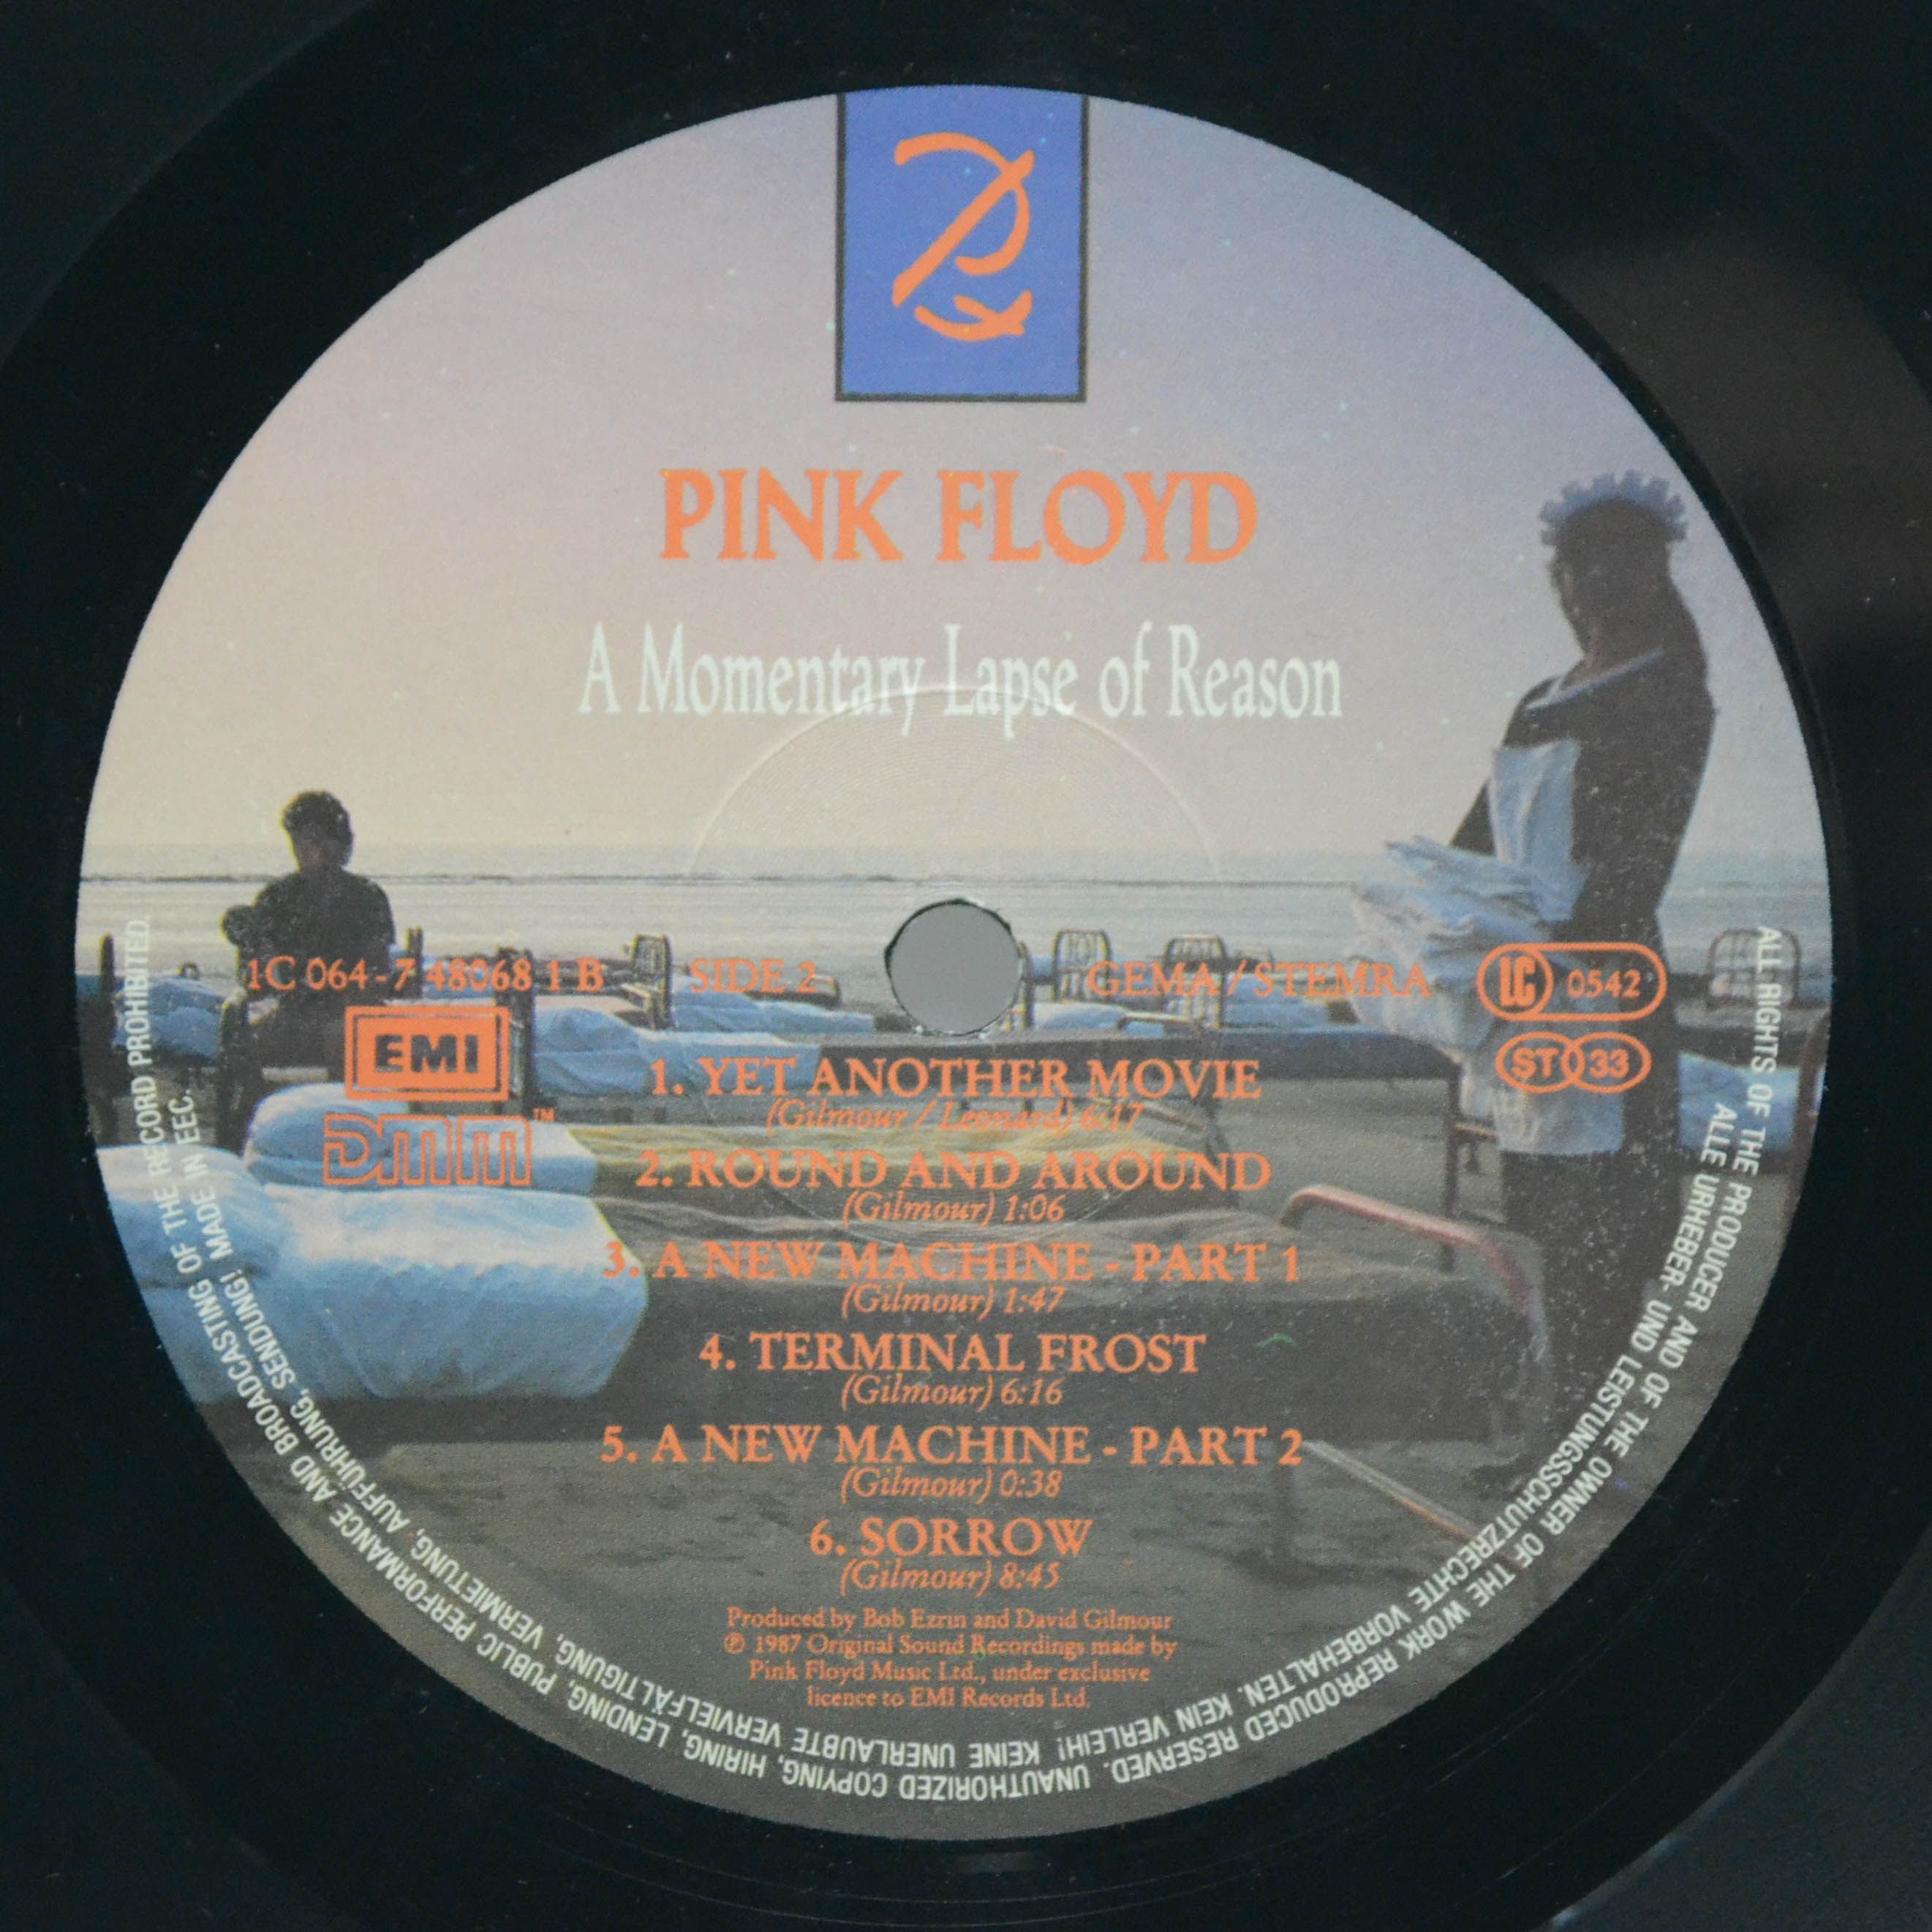 PINK FLOYD
A Momentary Lapse of Reason
1C 064-7 48068 1 B
SIDE 2
GEMA / STEMRA
LC 0542
EMI
ST 33
DMM™
1. YET ANOTHER MOVIE
(Gilmour / Leonard) 6:17
2. ROUND AND AROUND
(Gilmour) 1:06
3. A NEW MACHINE - PART 1
(Gilmour) 1:47
4. TERMINAL FROST
(Gilmour) 6:16
5. A NEW MACHINE - PART 2
(Gilmour) 0:38
6. SORROW
(Gilmour) 8:45
Produced by Bob Ezrin and David Gilmour
℗ 1987 Original Sound Recordings made by
Pink Floyd Music Ltd., under exclusive
licence to EMI Records Ltd.
ALL RIGHTS OF THE PRODUCER AND OF THE OWNER OF THE WORK REPRODUCED RESERVED. UNAUTHORIZED COPYING, HIRING, LENDING, PUBLIC PERFORMANCE AND BROADCASTING OF THE RECORD PROHIBITED.
ALLE URHEBER- UND LEISTUNGSSCHUTZRECHTE VORBEHALTEN. KEIN VERLEIH! KEINE UNERLAUBTE VERVIELFÄLTIGUNG, VERMIETUNG, AUFFÜHRUNG, SENDUNG! MADE IN EEC.